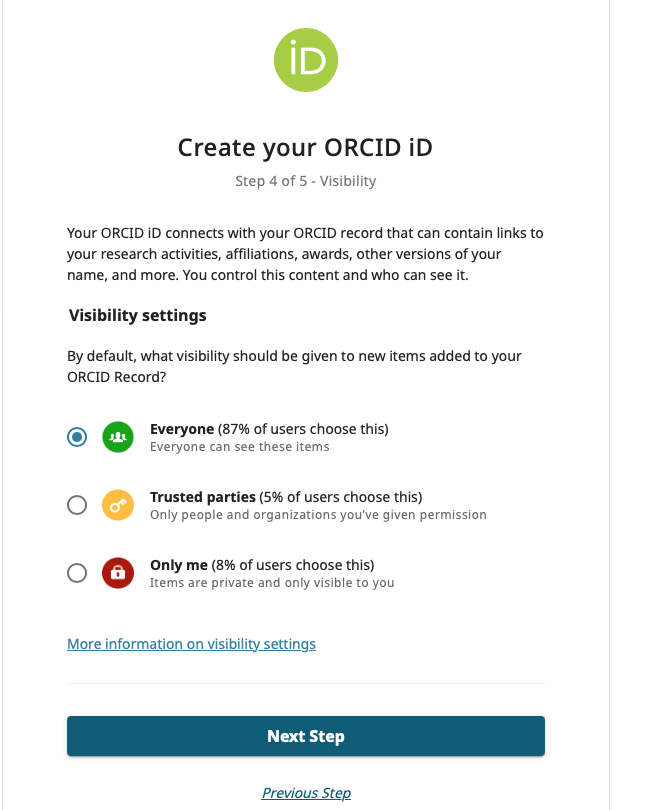 iD
Create your ORCID iD
Step 4 of 5 - Visibility
Your ORCID iD connects with your ORCID record that can contain links to
your research activities, affiliations, awards, other versions of your
name, and more. You control this content and who can see it.
Visibility settings
By default, what visibility should be given to new items added to your
ORCID Record?
Everyone (87% of users choose this)
Everyone can see these items
Trusted parties (5% of users choose this)
Only people and organizations you've given permission
Only me (8% of users choose this)
Items are private and only visible to you
More information on visibility settings
Next Step
Previous Step